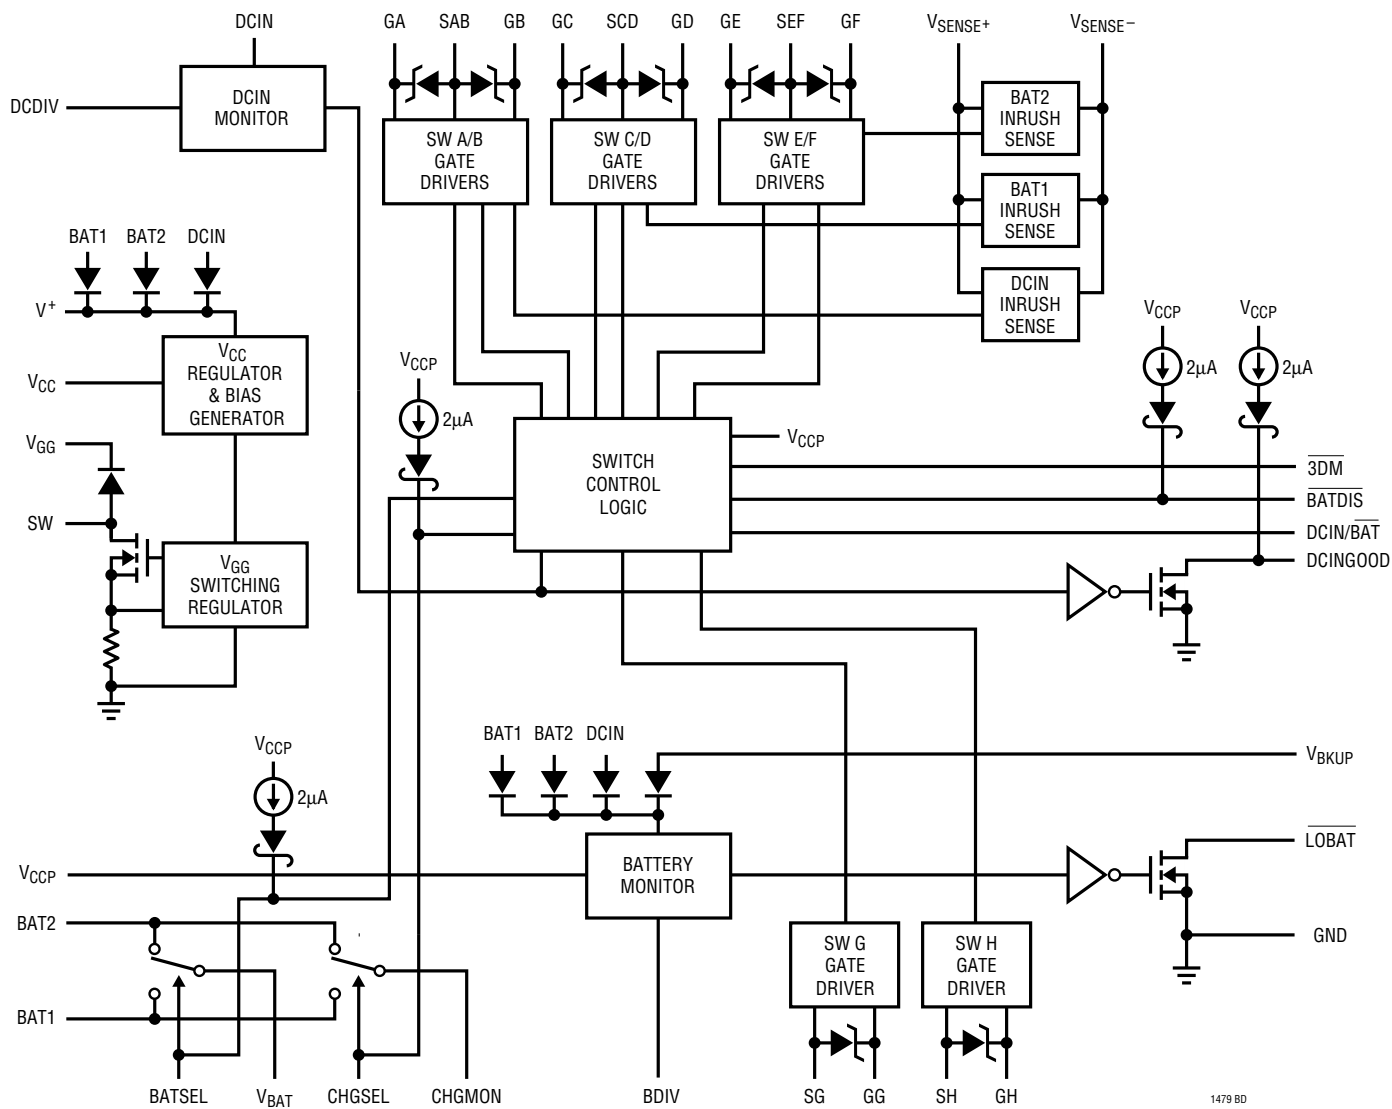 DCIN
GA
SAB
GB
GC
SCD
GD
GE
SEF
GF
VSENSE+
VSENSE–
DCDIV
DCIN
MONITOR
SW A/B
GATE
DRIVERS
SW C/D
GATE
DRIVERS
SW E/F
GATE
DRIVERS
BAT2
INRUSH
SENSE
BAT1
INRUSH
SENSE
DCIN
INRUSH
SENSE
BAT1
BAT2
DCIN
V+
VCC
REGULATOR
& BIAS
GENERATOR
VCC
VGG
SW
VGG
SWITCHING
REGULATOR
VCCP
2µA
VCCP
2µA
VCCP
2µA
SWITCH
CONTROL
LOGIC
VCCP
3DM
BATDIS
DCIN/BAT
DCINGOOD
BAT1
BAT2
DCIN
VBKUP
VCCP
2µA
VCCP
BATTERY
MONITOR
LOBAT
BAT2
BAT1
SW G
GATE
DRIVER
SW H
GATE
DRIVER
GND
BATSEL
VBAT
CHGSEL
CHGMON
BDIV
SG
GG
SH
GH
1479 BD